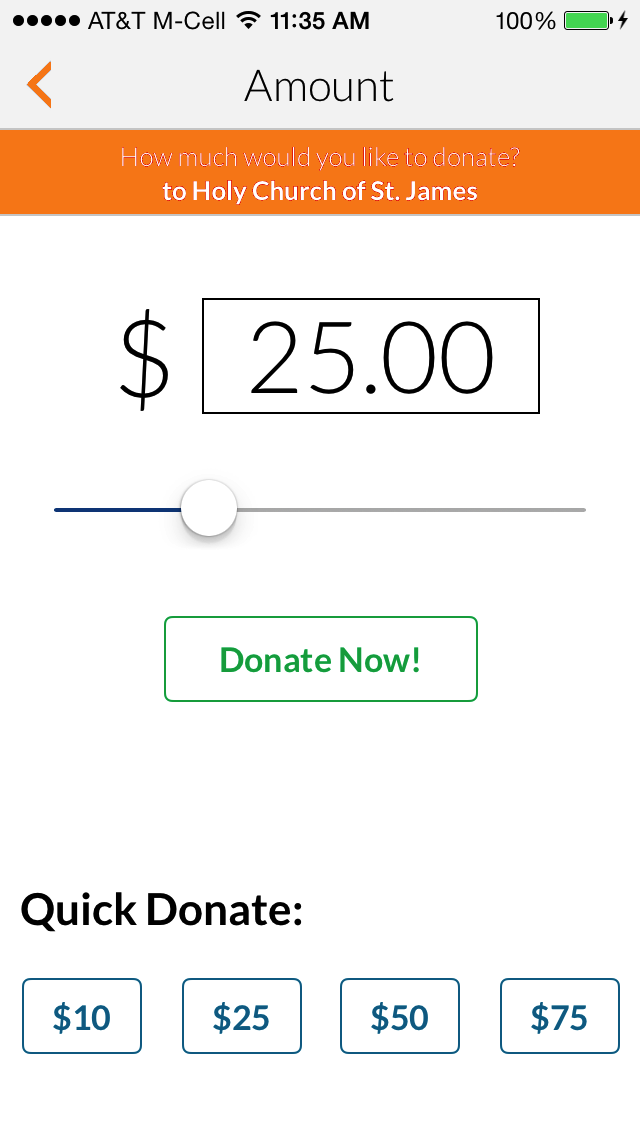 AT&T M-Cell 11:35 AM 100%
Amount
How much would you like to donate?
to Holy Church of St. James
$ 25.00
Donate Now!
Quick Donate:
$10 $25 $50 $75